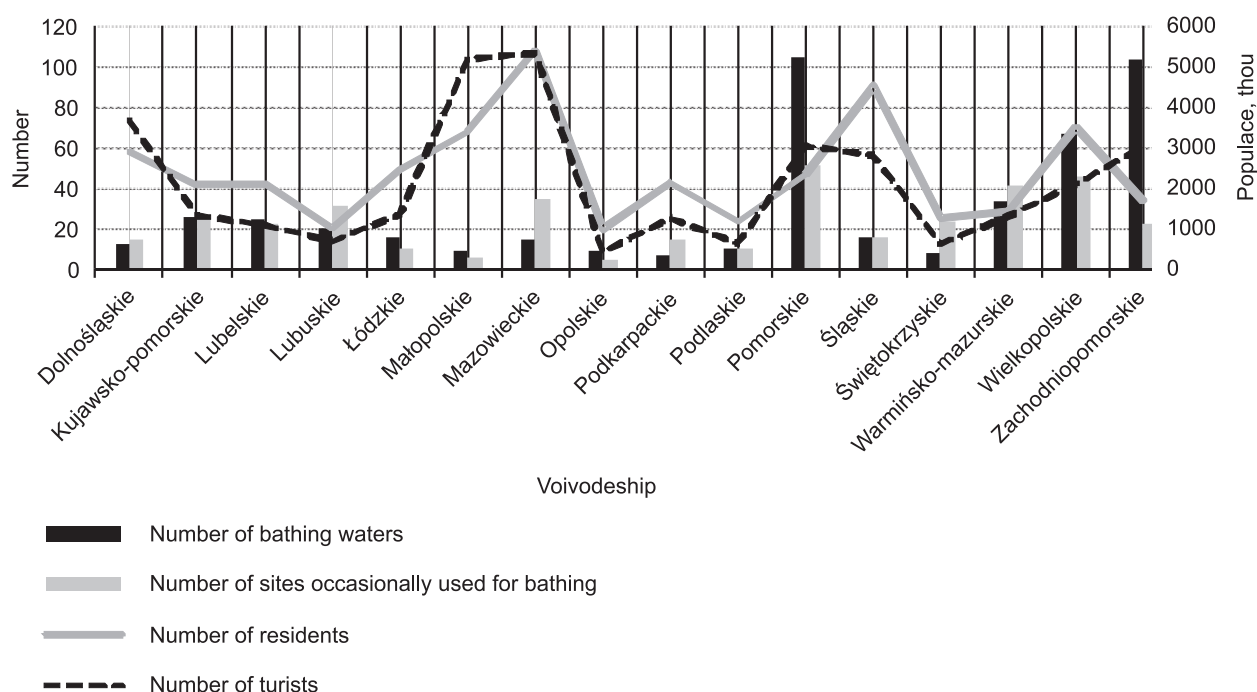 120
100
80
60
40
20
0
Number
6000
5000
4000
3000
2000
1000
0
Populace, thou
Dolnośląskie
Kujawsko-pomorskie
Lubelskie
Lubuskie
Łódzkie
Małopolskie
Mazowieckie
Opolskie
Podkarpackie
Podlaskie
Pomorskie
Śląskie
Świętokrzyskie
Warmińsko-mazurskie
Wielkopolskie
Zachodniopomorskie
Voivodeship
Number of bathing waters
Number of sites occasionally used for bathing
Number of residents
Number of turists